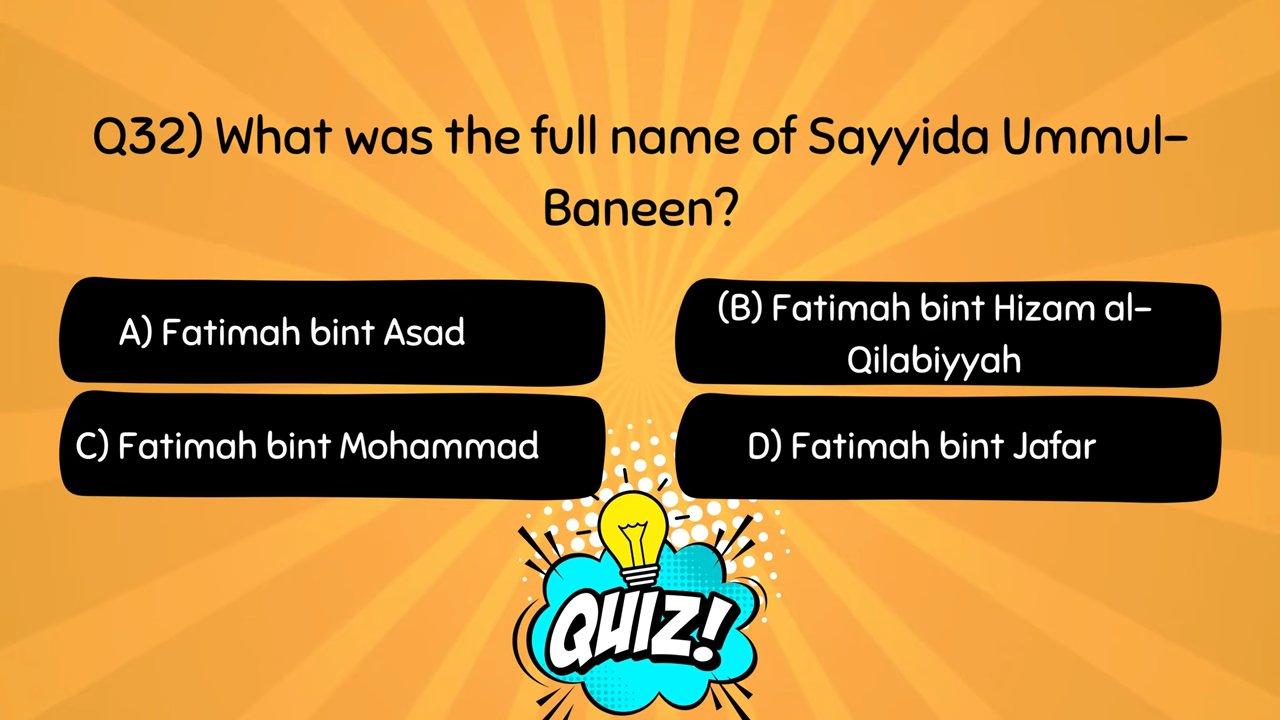 Q32) What was the full name of Sayyida Ummul-
Baneen?
A) Fatimah bint Asad
(B) Fatimah bint Hizam al-
Qilabiyyah
C) Fatimah bint Mohammad
D) Fatimah bint Jafar
QUIZ!